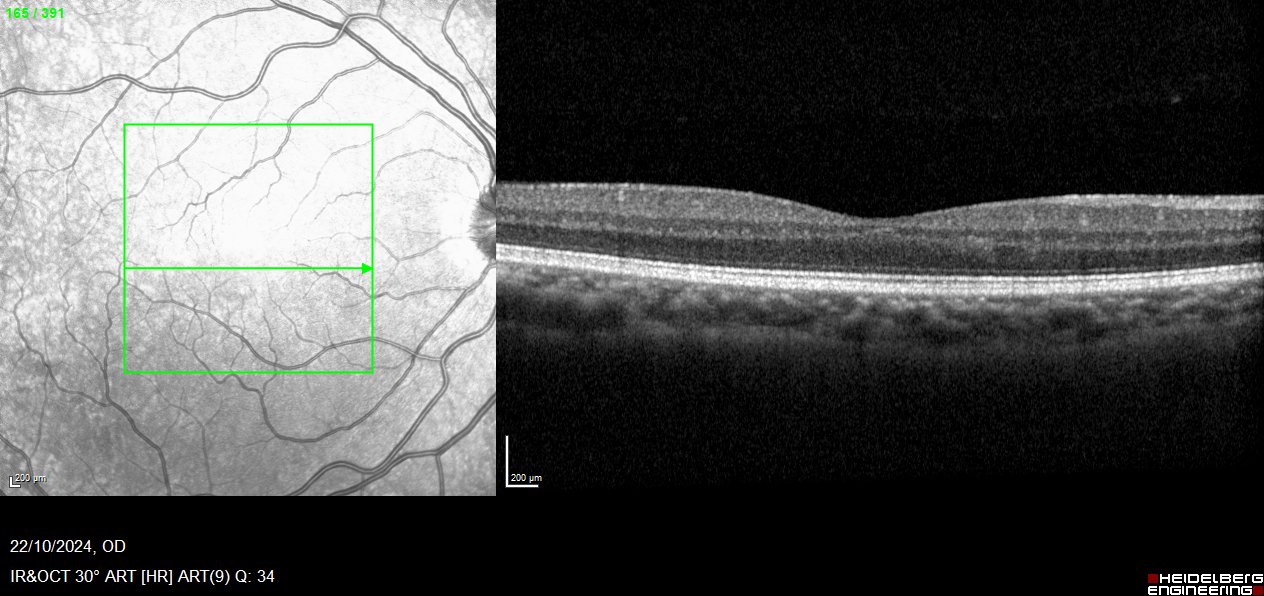 165 / 391
200 µm
200 µm
22/10/2024, OD
IR&OCT 30° ART [HR] ART(9) Q: 34
HEIDELBERG
ENGINEERING